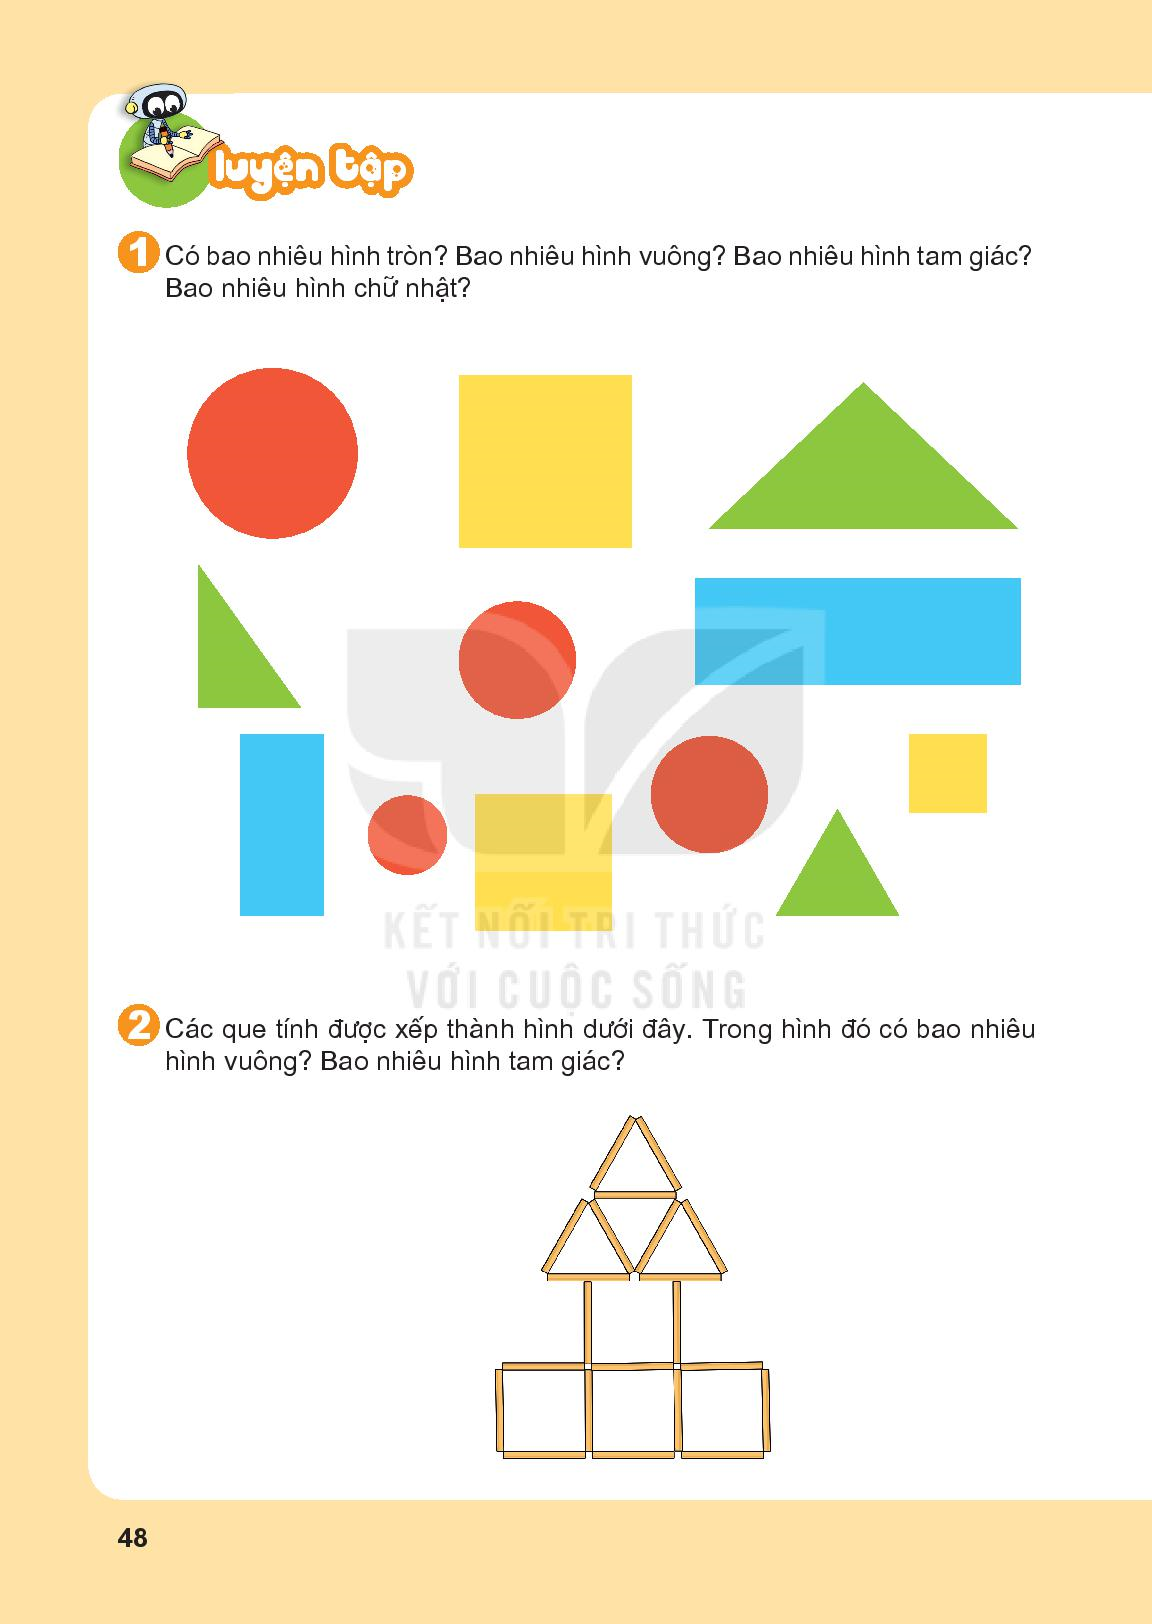 luyện tập
1 Có bao nhiêu hình tròn? Bao nhiêu hình vuông? Bao nhiêu hình tam giác?
Bao nhiêu hình chữ nhật?
KẾT NỐI TRI THỨC
VỚI CUỘC SỐNG
2 Các que tính được xếp thành hình dưới đây. Trong hình đó có bao nhiêu
hình vuông? Bao nhiêu hình tam giác?
48